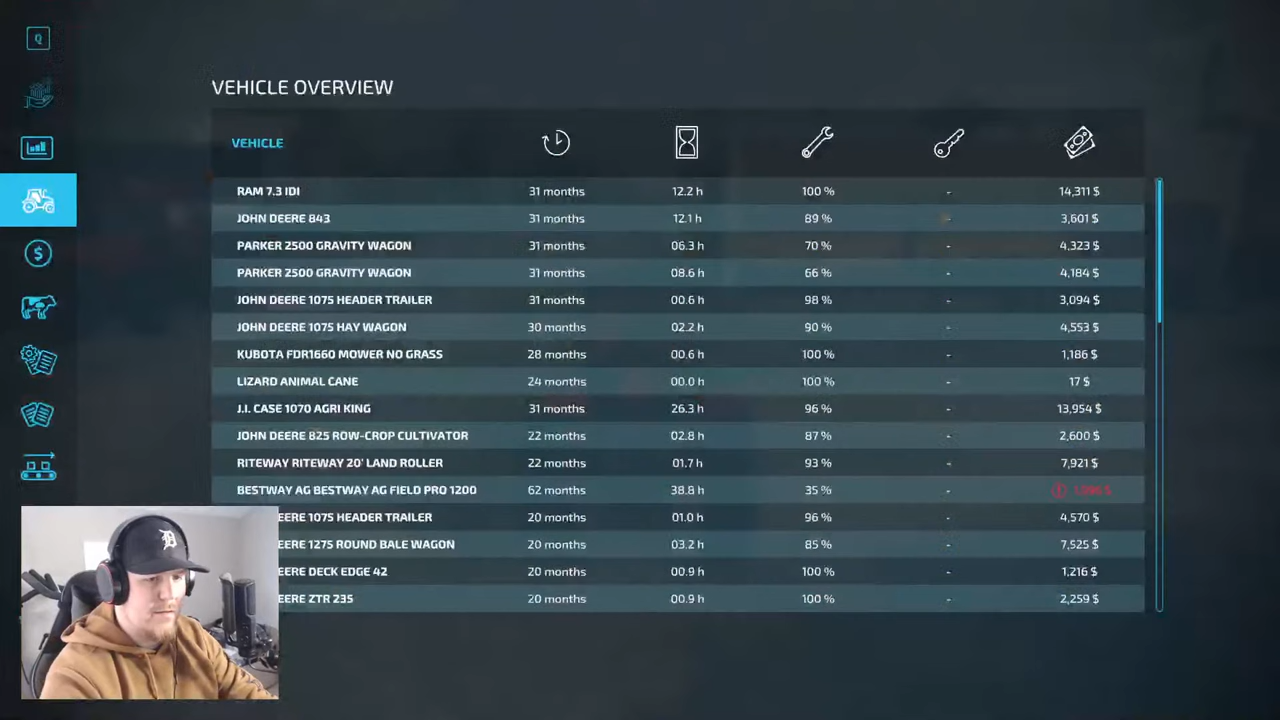 Q
VEHICLE OVERVIEW
VEHICLE
RAM 7.3 IDI 31 months 12.2 h 100 % - 14,311 $
JOHN DEERE 843 31 months 12.1 h 89 % - 3,601 $
PARKER 2500 GRAVITY WAGON 31 months 06.3 h 70 % - 4,323 $
PARKER 2500 GRAVITY WAGON 31 months 08.6 h 66 % - 4,184 $
JOHN DEERE 1075 HEADER TRAILER 31 months 00.6 h 98 % - 3,094 $
JOHN DEERE 1075 HAY WAGON 30 months 02.2 h 90 % - 4,553 $
KUBOTA FDR1660 MOWER NO GRASS 28 months 00.6 h 100 % - 1,186 $
LIZARD ANIMAL CANE 24 months 00.0 h 100 % - 17 $
J.I. CASE 1070 AGRI KING 31 months 26.3 h 96 % - 13,954 $
JOHN DEERE 825 ROW-CROP CULTIVATOR 22 months 02.8 h 87 % - 2,600 $
RITEWAY RITEWAY 20' LAND ROLLER 22 months 01.7 h 93 % - 7,921 $
BESTWAY AG BESTWAY AG FIELD PRO 1200 62 months 38.8 h 35 % - $
EERE 1075 HEADER TRAILER 20 months 01.0 h 96 % - 4,570 $
EERE 1275 ROUND BALE WAGON 20 months 03.2 h 85 % - 7,525 $
EERE DECK EDGE 42 20 months 00.9 h 100 % - 1,216 $
EERE ZTR 235 20 months 00.9 h 100 % - 2,259 $